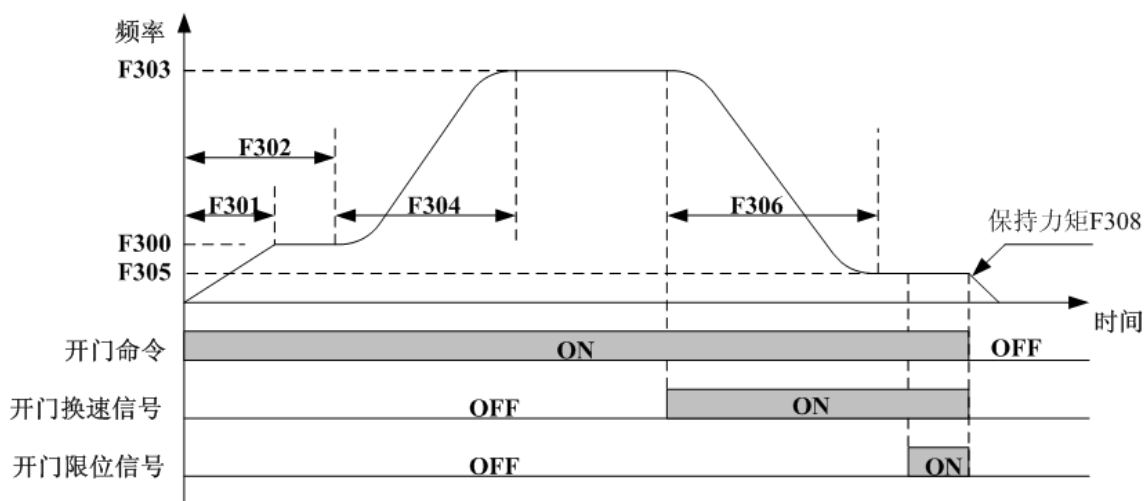 频率
F303
F302
F301
F304
F306
保持力矩F308
F300
F305
时间
开门命令
ON
OFF
开门换速信号
OFF
ON
开门限位信号
OFF
ON